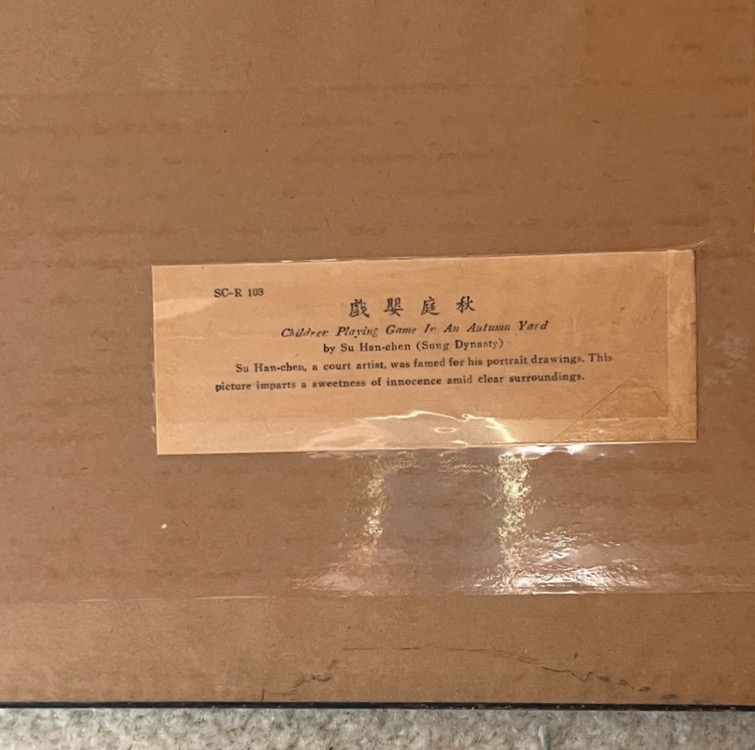 SC-R 103
戲嬰庭秋
Children Playing Game In An Autumn Yard
by Su Han-chen (Sung Dynasty)
Su Han-chen, a court artist, was famed for his portrait drawings. This
picture imparts a sweetness of innocence amid clear surroundings.